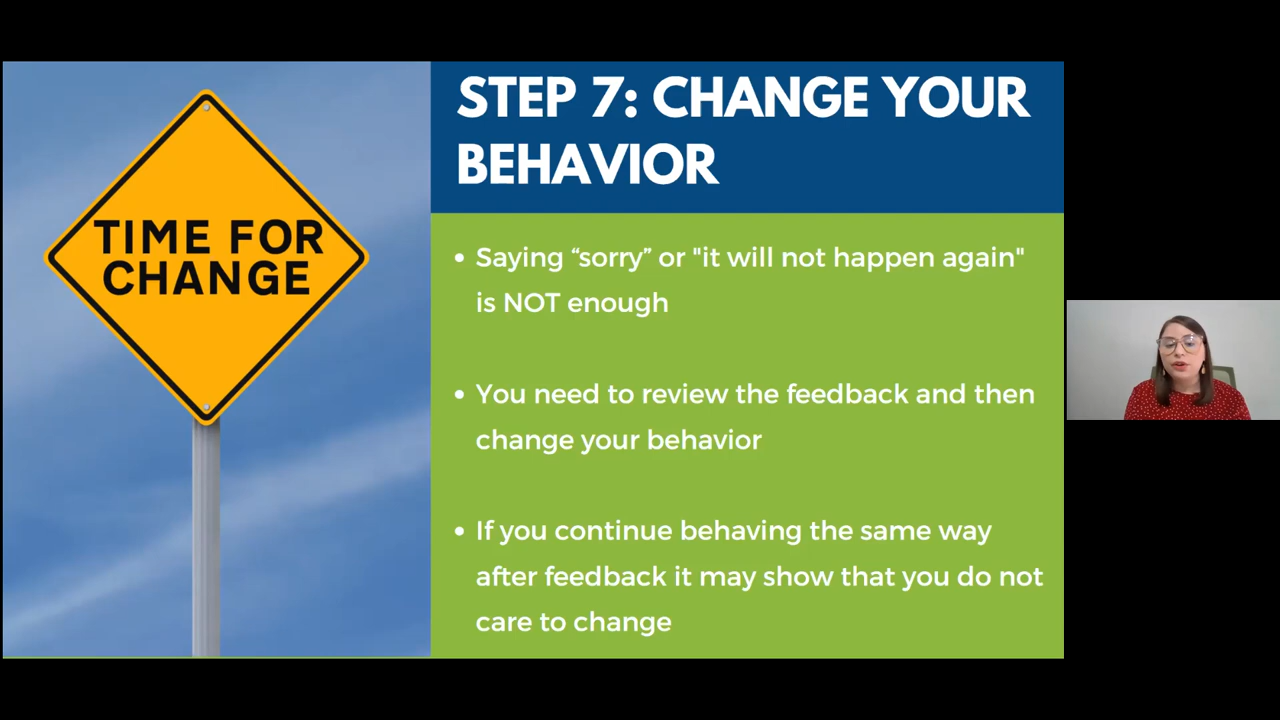 TIME FOR
CHANGE
STEP 7: CHANGE YOUR
BEHAVIOR
• Saying “sorry” or "it will not happen again"
is NOT enough
• You need to review the feedback and then
change your behavior
• If you continue behaving the same way
after feedback it may show that you do not
care to change